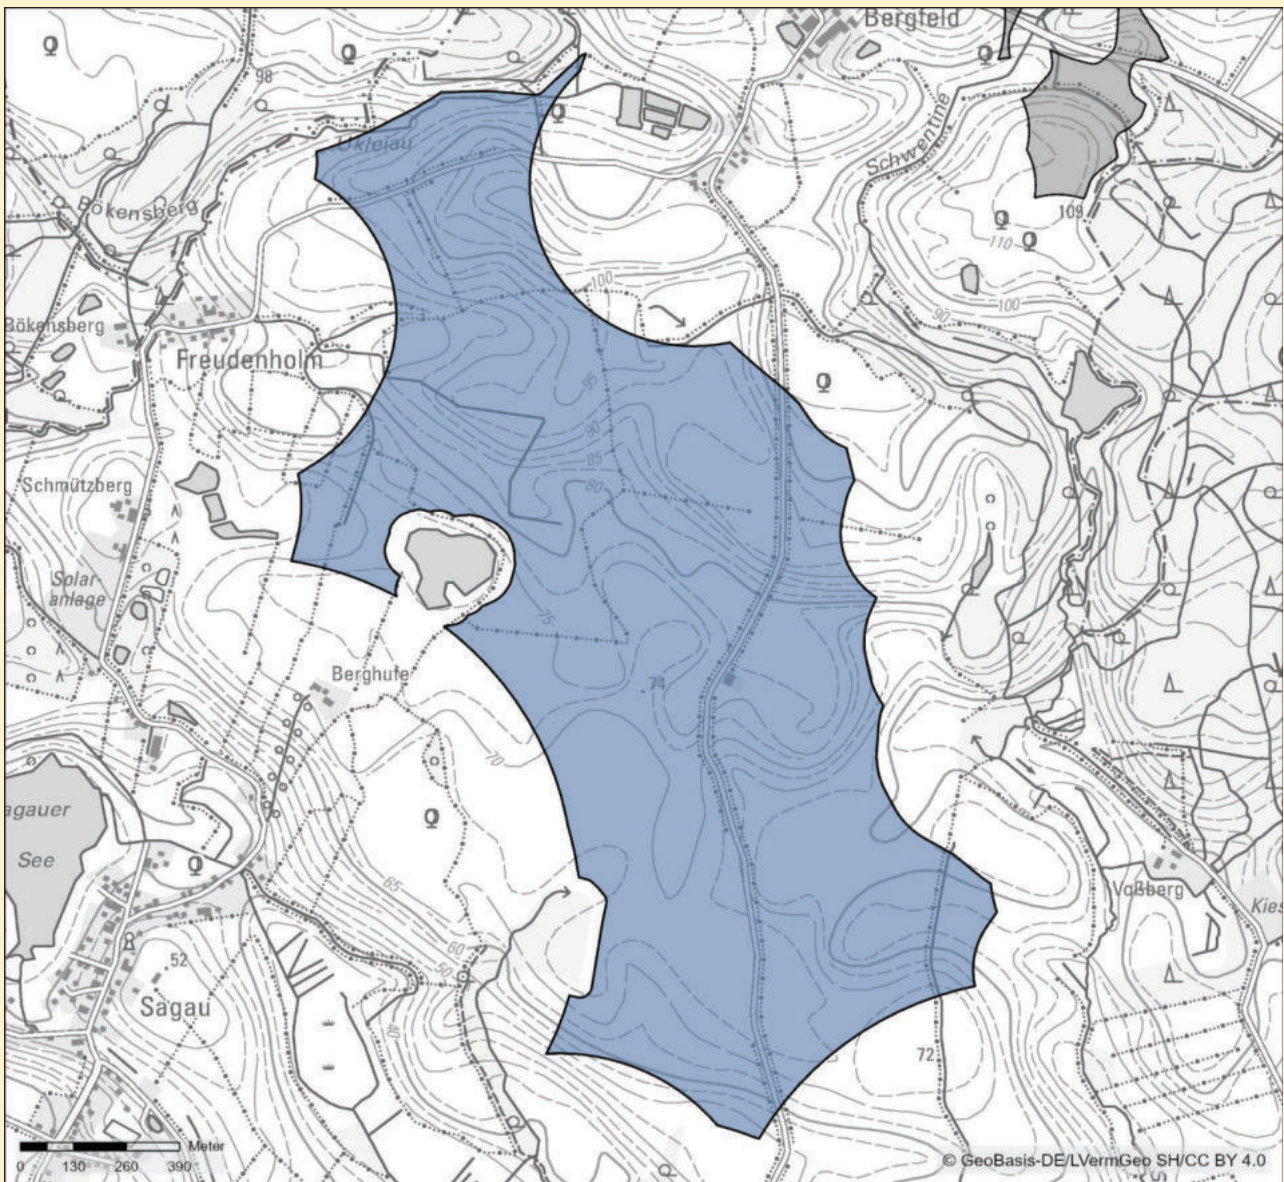 Bergfeld
98
Ukleiau
Schwentine
Bökensberg
109
110
100
100
90
Bökensberg
Freudenholm
95
90
85
80
Schmützberg
Solar-
anlage
75
Berghufe
74
70
agauer
See
65
Voßberg
Kies
60
50
52
Sagau
40
72
Meter
0 130 260 390
© GeoBasis-DE/LVermGeo SH/CC BY 4.0